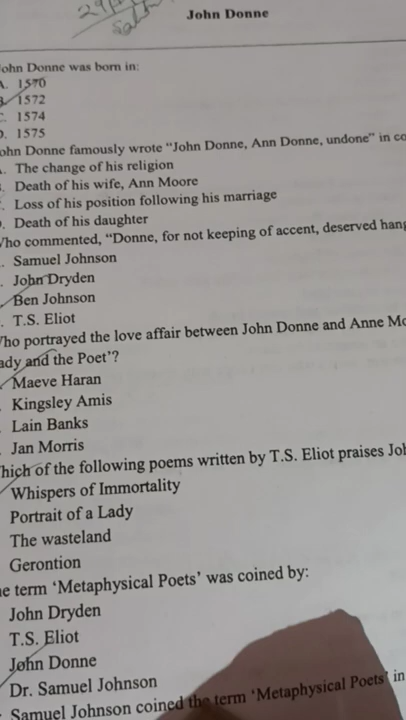 John Donne
ohn Donne was born in:
A. 1570
B. 1572
C. 1574
D. 1575
ohn Donne famously wrote “John Donne, Ann Donne, undone” in co
. The change of his religion
. Death of his wife, Ann Moore
. Loss of his position following his marriage
. Death of his daughter
Who commented, “Donne, for not keeping of accent, deserved hang
. Samuel Johnson
. John Dryden
Ben Johnson
. T.S. Eliot
Who portrayed the love affair between John Donne and Anne Mo
ady and the Poet’?
Maeve Haran
Kingsley Amis
Lain Banks
Jan Morris
hich of the following poems written by T.S. Eliot praises Joh
Whispers of Immortality
Portrait of a Lady
The wasteland
Gerontion
e term ‘Metaphysical Poets’ was coined by:
John Dryden
T.S. Eliot
John Donne
Dr. Samuel Johnson
Samuel Johnson coined the term ‘Metaphysical Poets’ in